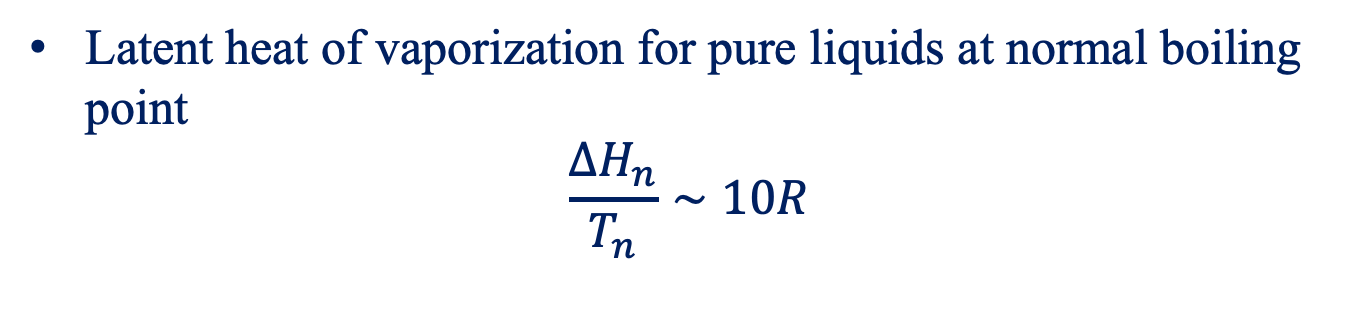 • Latent heat of vaporization for pure liquids at normal boiling
point
ΔHₙ
Tₙ
~ 10R